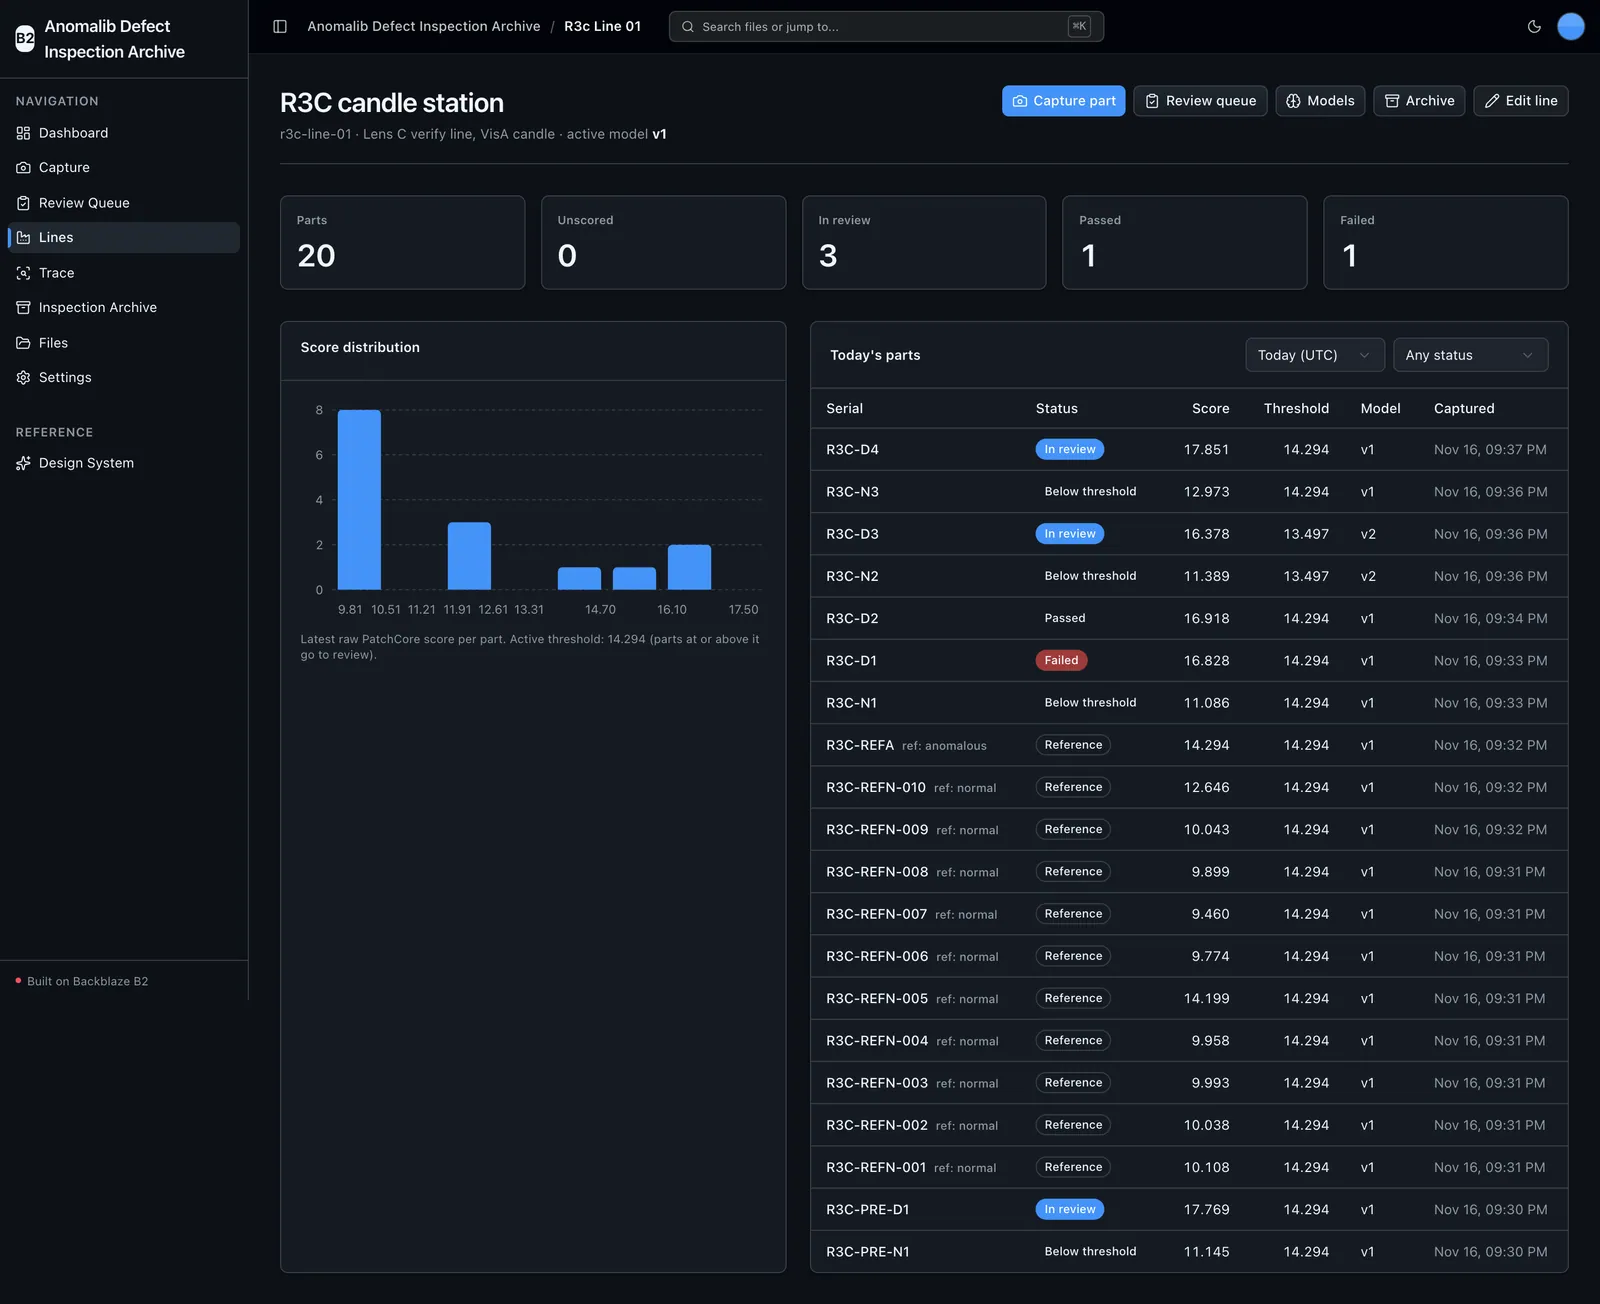 B2
Anomalib Defect
Inspection Archive
NAVIGATION
Dashboard
Capture
Review Queue
Lines
Trace
Inspection Archive
Files
Settings
REFERENCE
Design System
Built on Backblaze B2
Anomalib Defect Inspection Archive / R3c Line 01
Search files or jump to... ⌘K
R3C candle station
r3c-line-01 · Lens C verify line, VisA candle · active model v1
Capture part
Review queue
Models
Archive
Edit line
Parts
20
Unscored
0
In review
3
Passed
1
Failed
1
Score distribution
8
6
4
2
0
9.81 10.51 11.21 11.91 12.61 13.31 14.70 16.10 17.50
Latest raw PatchCore score per part. Active threshold: 14.294 (parts at or above it
go to review).
Today's parts
Today (UTC)
Any status
Serial Status Score Threshold Model Captured
R3C-D4 In review 17.851 14.294 v1 Nov 16, 09:37 PM
R3C-N3 Below threshold 12.973 14.294 v1 Nov 16, 09:36 PM
R3C-D3 In review 16.378 13.497 v2 Nov 16, 09:36 PM
R3C-N2 Below threshold 11.389 13.497 v2 Nov 16, 09:36 PM
R3C-D2 Passed 16.918 14.294 v1 Nov 16, 09:34 PM
R3C-D1 Failed 16.828 14.294 v1 Nov 16, 09:33 PM
R3C-N1 Below threshold 11.086 14.294 v1 Nov 16, 09:33 PM
R3C-REFA ref: anomalous Reference 14.294 14.294 v1 Nov 16, 09:32 PM
R3C-REFN-010 ref: normal Reference 12.646 14.294 v1 Nov 16, 09:32 PM
R3C-REFN-009 ref: normal Reference 10.043 14.294 v1 Nov 16, 09:32 PM
R3C-REFN-008 ref: normal Reference 9.899 14.294 v1 Nov 16, 09:31 PM
R3C-REFN-007 ref: normal Reference 9.460 14.294 v1 Nov 16, 09:31 PM
R3C-REFN-006 ref: normal Reference 9.774 14.294 v1 Nov 16, 09:31 PM
R3C-REFN-005 ref: normal Reference 14.199 14.294 v1 Nov 16, 09:31 PM
R3C-REFN-004 ref: normal Reference 9.958 14.294 v1 Nov 16, 09:31 PM
R3C-REFN-003 ref: normal Reference 9.993 14.294 v1 Nov 16, 09:31 PM
R3C-REFN-002 ref: normal Reference 10.038 14.294 v1 Nov 16, 09:31 PM
R3C-REFN-001 ref: normal Reference 10.108 14.294 v1 Nov 16, 09:31 PM
R3C-PRE-D1 In review 17.769 14.294 v1 Nov 16, 09:30 PM
R3C-PRE-N1 Below threshold 11.145 14.294 v1 Nov 16, 09:30 PM